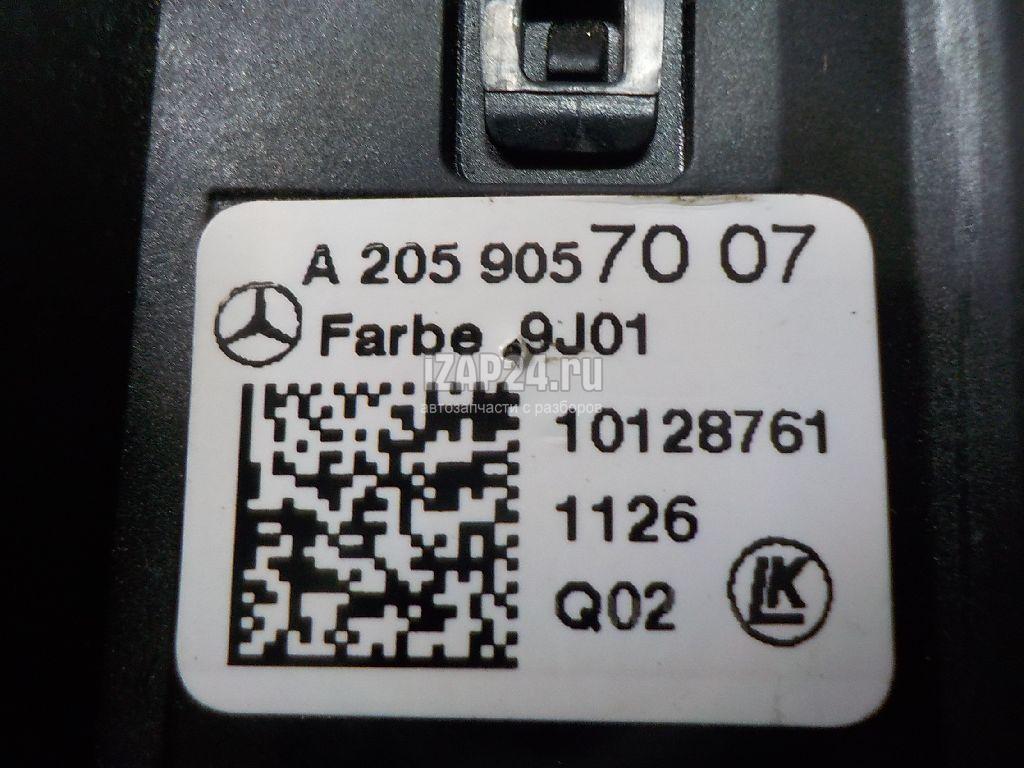 A 205 905 70 07
Farbe 9J01
iZAP24.ru
автозапчасти с разборов
10128761
1126
Q02
LK